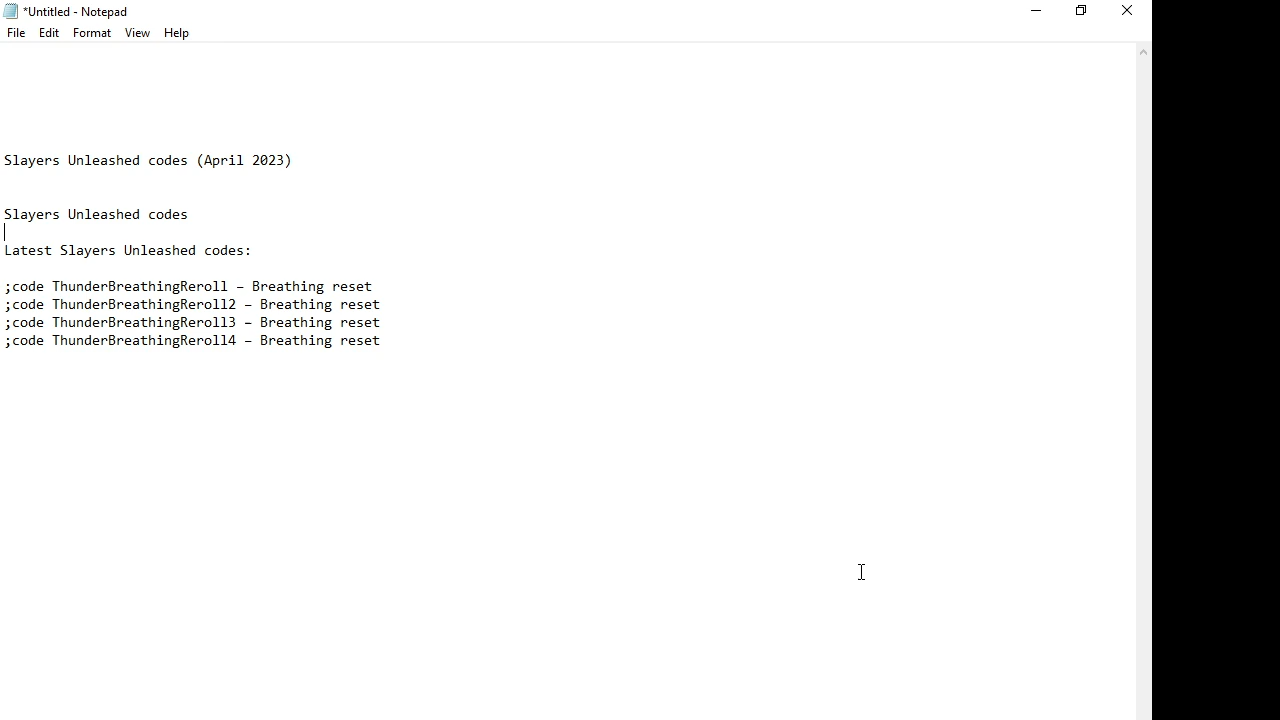 *Untitled - Notepad
File Edit Format View Help
Slayers Unleashed codes (April 2023)
Slayers Unleashed codes
Latest Slayers Unleashed codes:
;code ThunderBreathingReroll – Breathing reset
;code ThunderBreathingReroll2 – Breathing reset
;code ThunderBreathingReroll3 – Breathing reset
;code ThunderBreathingReroll4 – Breathing reset